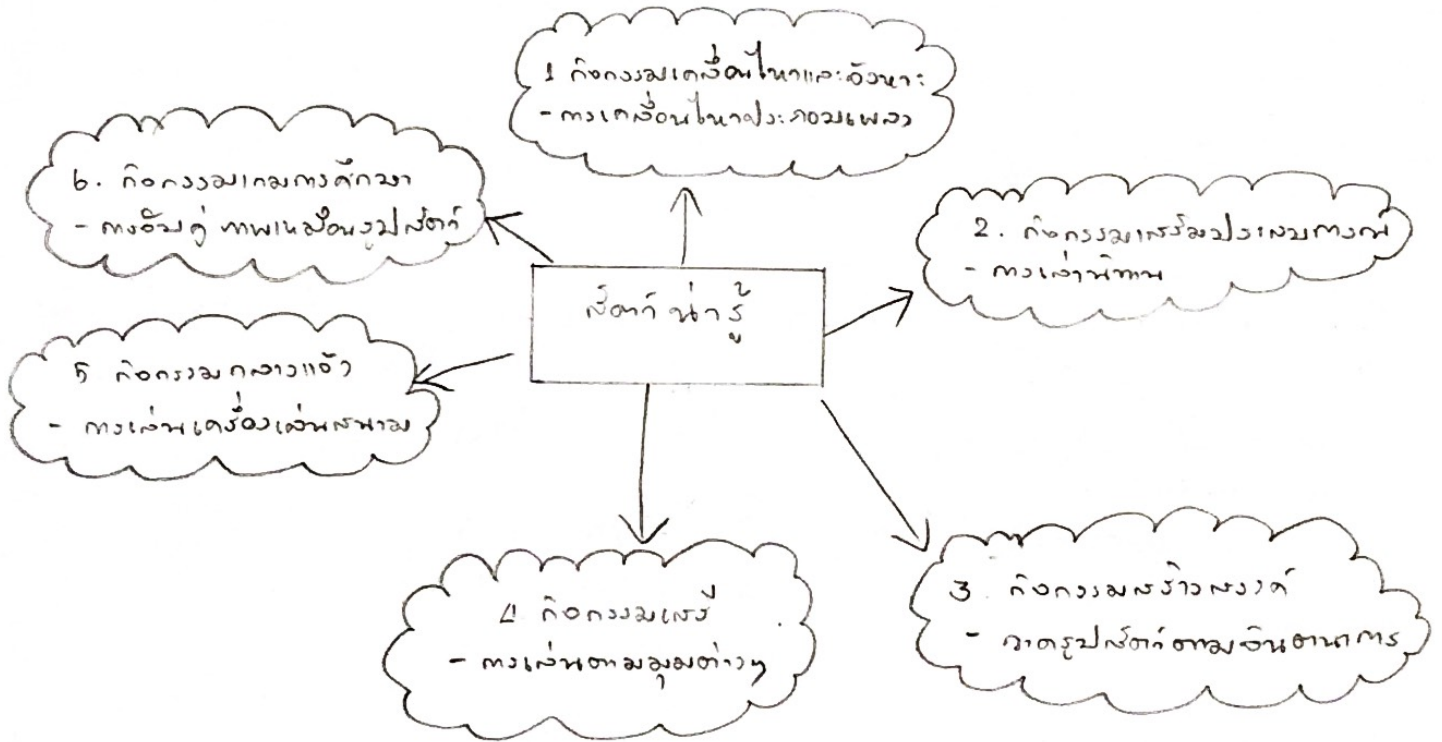 สัตว์น่ารู้
1 กิจกรรมเคลื่อนไหวและจังหวะ
- การเคลื่อนไหวประกอบเพลง
2. กิจกรรมเสริมประสบการณ์
- การเล่านิทาน
3. กิจกรรมสร้างสรรค์
- วาดรูปสัตว์ตามจินตนาการ
4 กิจกรรมเสรี
- การเล่นตามมุมต่างๆ
5 กิจกรรมกลางแจ้ง
- การเล่นเครื่องเล่นสนาม
6. กิจกรรมเกมการศึกษา
- การจับคู่ภาพเหมือนรูปสัตว์